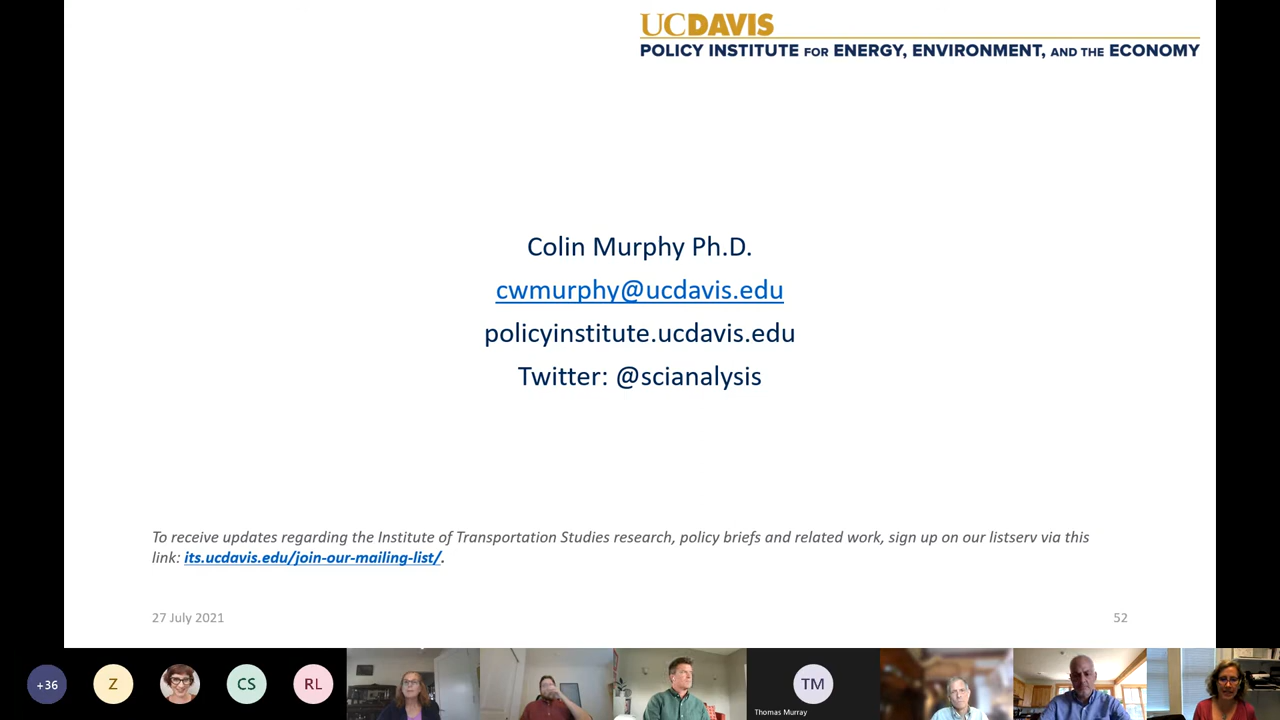 UCDAVIS
POLICY INSTITUTE FOR ENERGY, ENVIRONMENT, AND THE ECONOMY
Colin Murphy Ph.D.
cwmurphy@ucdavis.edu
policyinstitute.ucdavis.edu
Twitter: @scianalysis
To receive updates regarding the Institute of Transportation Studies research, policy briefs and related work, sign up on our listserv via this
link: its.ucdavis.edu/join-our-mailing-list/.
27 July 2021
52
+36
Z
CS
RL
TM
Thomas Murray